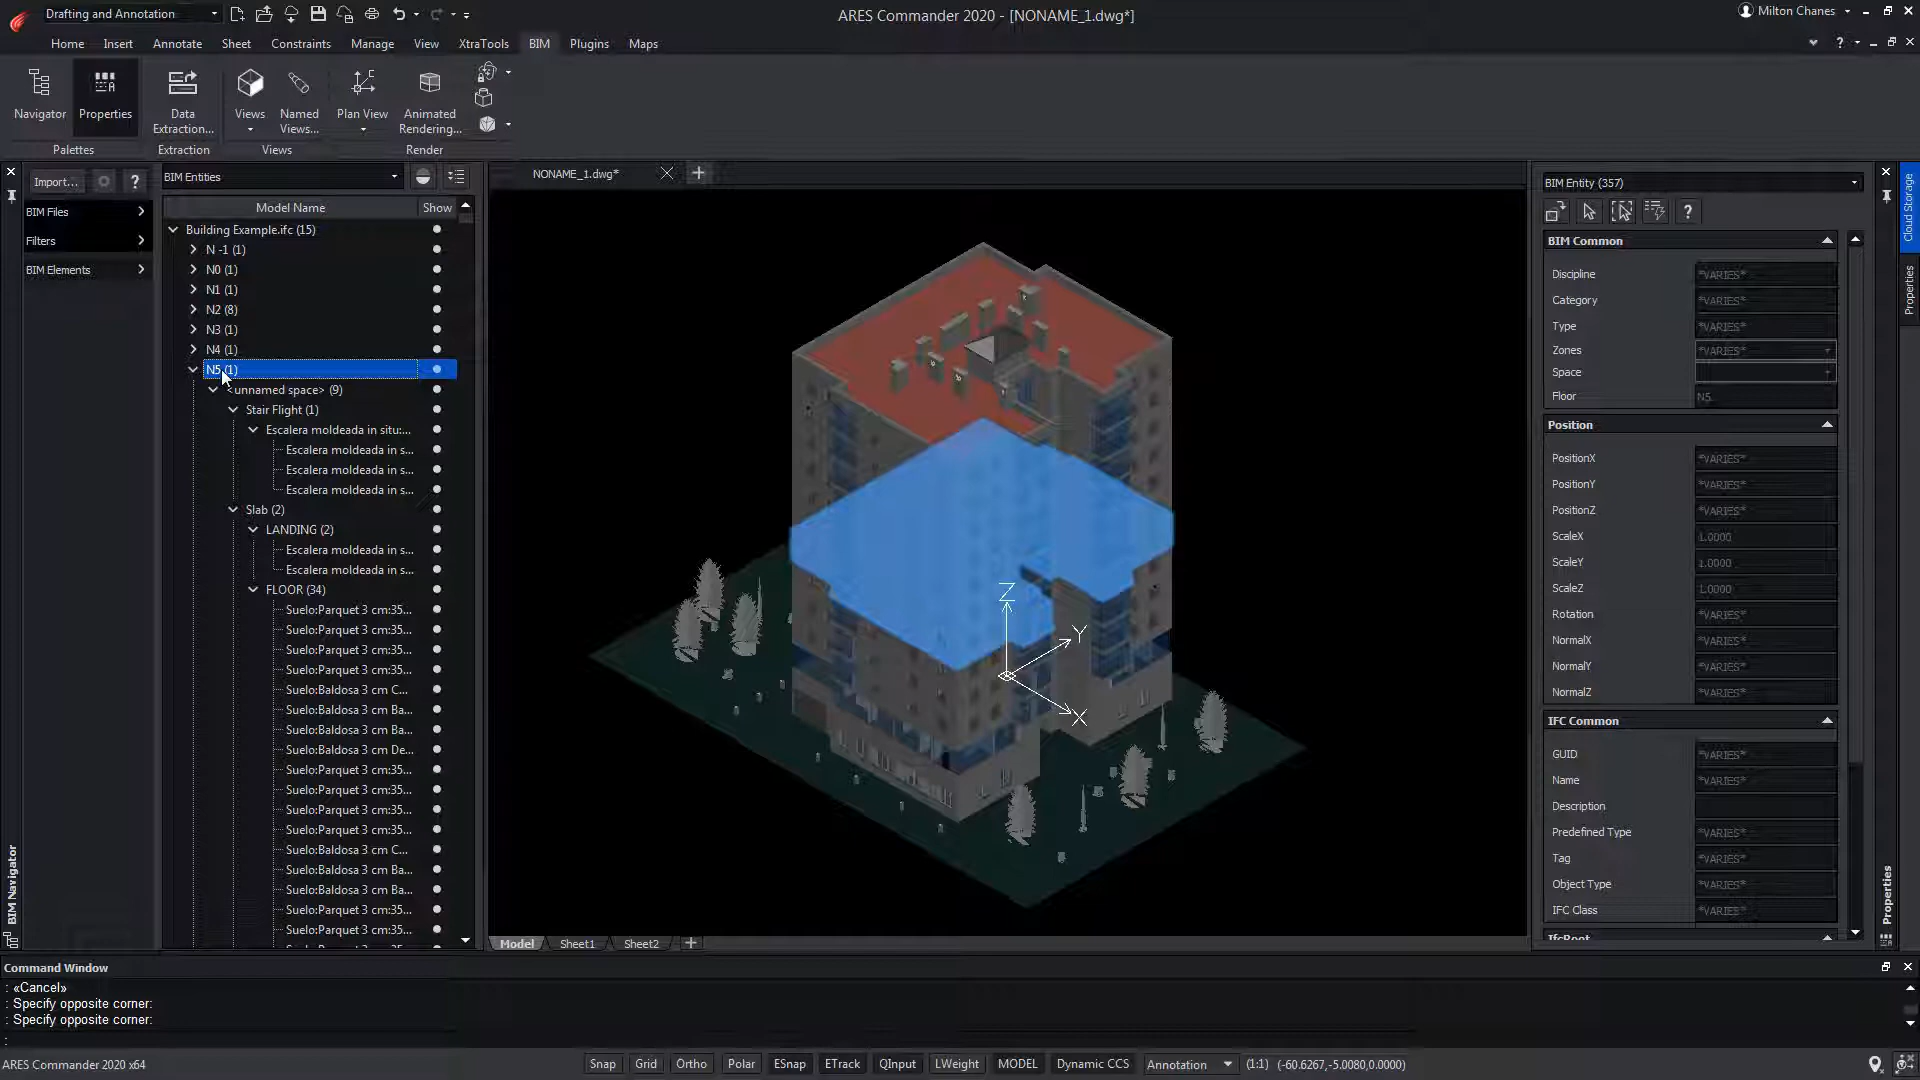 Drafting and Annotation
ARES Commander 2020 - [NONAME_1.dwg*]
Milton Chanes
Home
Insert
Annotate
Sheet
Constraints
Manage
View
XtraTools
BIM
Plugins
Maps
Navigator
Properties
Data Extraction...
Views
Named Views...
Plan View
Animated Rendering...
Palettes
Extraction
Views
Render
Import...
BIM Files
Filters
BIM Elements
BIM Navigator
BIM Entities
Model Name
Show
Building Example.ifc (15)
N -1 (1)
N0 (1)
N1 (1)
N2 (8)
N3 (1)
N4 (1)
N5 (1)
<unnamed space> (9)
Stair Flight (1)
Escalera moldeada in situ:...
Escalera moldeada in s...
Escalera moldeada in s...
Escalera moldeada in s...
Slab (2)
LANDING (2)
Escalera moldeada in s...
Escalera moldeada in s...
FLOOR (34)
Suelo:Parquet 3 cm:35...
Suelo:Parquet 3 cm:35...
Suelo:Parquet 3 cm:35...
Suelo:Parquet 3 cm:35...
Suelo:Baldosa 3 cm C...
Suelo:Baldosa 3 cm Ba...
Suelo:Baldosa 3 cm Ba...
Suelo:Baldosa 3 cm De...
Suelo:Parquet 3 cm:35...
Suelo:Parquet 3 cm:35...
Suelo:Parquet 3 cm:35...
Suelo:Parquet 3 cm:35...
Suelo:Baldosa 3 cm C...
Suelo:Baldosa 3 cm Ba...
Suelo:Baldosa 3 cm Ba...
Suelo:Parquet 3 cm:35...
Suelo:Parquet 3 cm:35...
NONAME_1.dwg*
Z
Y
X
Model
Sheet1
Sheet2
BIM Entity (357)
BIM Common
Discipline *VARIES*
Category *VARIES*
Type *VARIES*
Zones *VARIES*
Space
Floor N5
Position
PositionX *VARIES*
PositionY *VARIES*
PositionZ *VARIES*
ScaleX 1.0000
ScaleY 1.0000
ScaleZ 1.0000
Rotation *VARIES*
NormalX *VARIES*
NormalY *VARIES*
NormalZ *VARIES*
IFC Common
GUID *VARIES*
Name *VARIES*
Description
Predefined Type *VARIES*
Tag *VARIES*
Object Type *VARIES*
IFC Class *VARIES*
IfcRoot
Properties
Cloud Storage
Properties
Command Window
: «Cancel»
: Specify opposite corner:
: Specify opposite corner:
:
ARES Commander 2020 x64
Snap
Grid
Ortho
Polar
ESnap
ETrack
QInput
LWeight
MODEL
Dynamic CCS
Annotation
(1:1)
(-60.6267,-5.0080,0.0000)